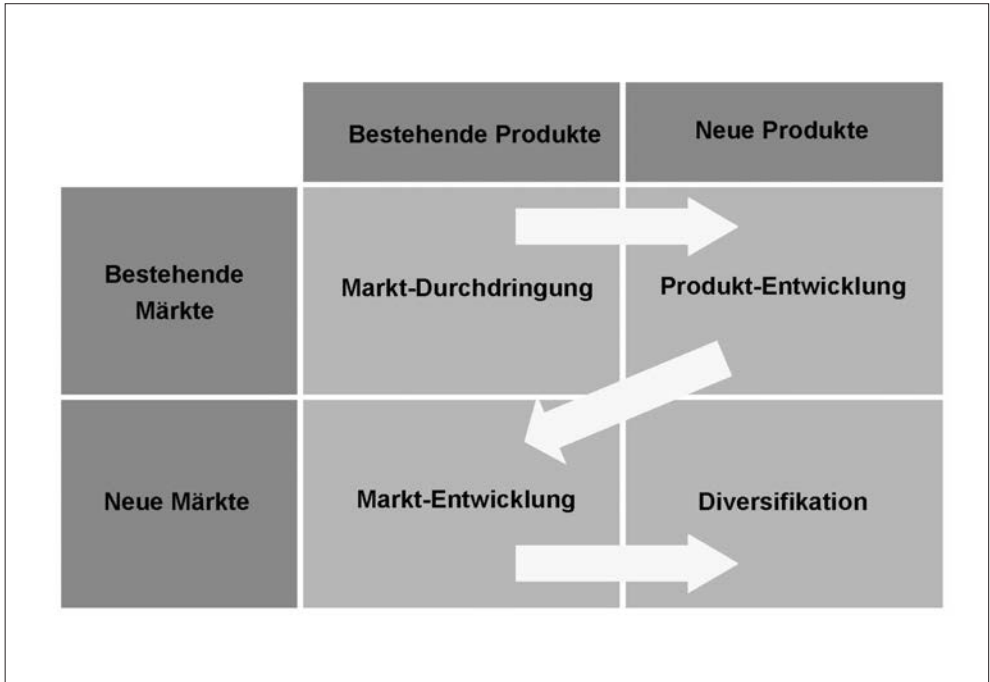 Bestehende Produkte
Neue Produkte
Bestehende
Märkte
Markt-Durchdringung
Produkt-Entwicklung
Neue Märkte
Markt-Entwicklung
Diversifikation